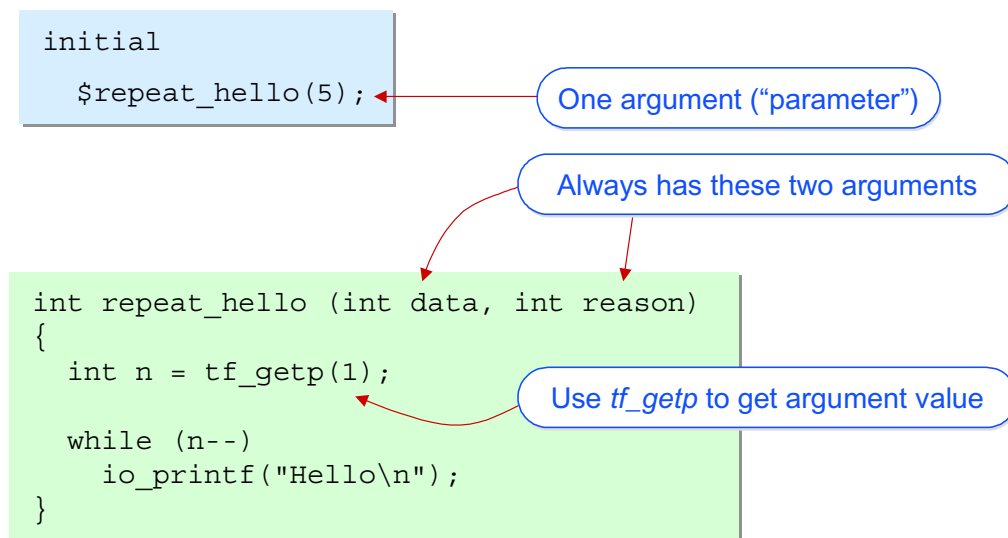 initial
$repeat_hello(5);
One argument (“parameter”)
Always has these two arguments
int repeat_hello (int data, int reason)
{
int n = tf_getp(1);
Use tf_getp to get argument value
while (n--)
io_printf("Hello\n");
}